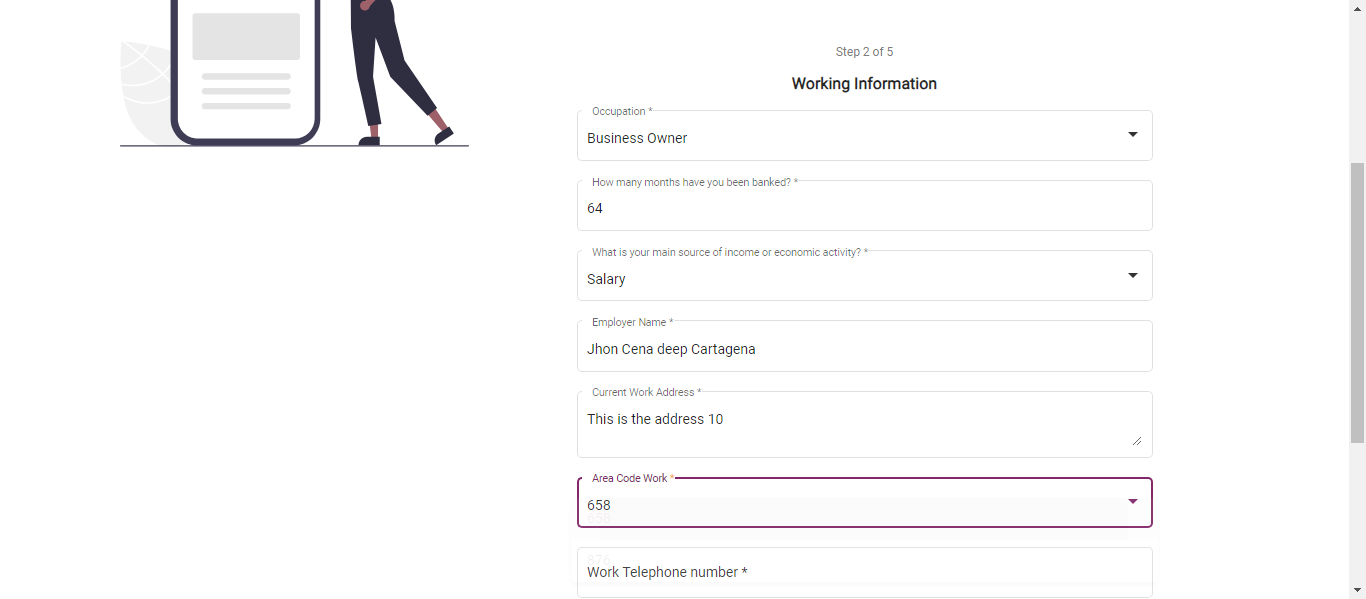 Step 2 of 5
Working Information
Occupation *
Business Owner
How many months have you been banked? *
64
What is your main source of income or economic activity? *
Salary
Employer Name *
Jhon Cena deep Cartagena
Current Work Address *
This is the address 10
Area Code Work *
658
658
876
Work Telephone number *